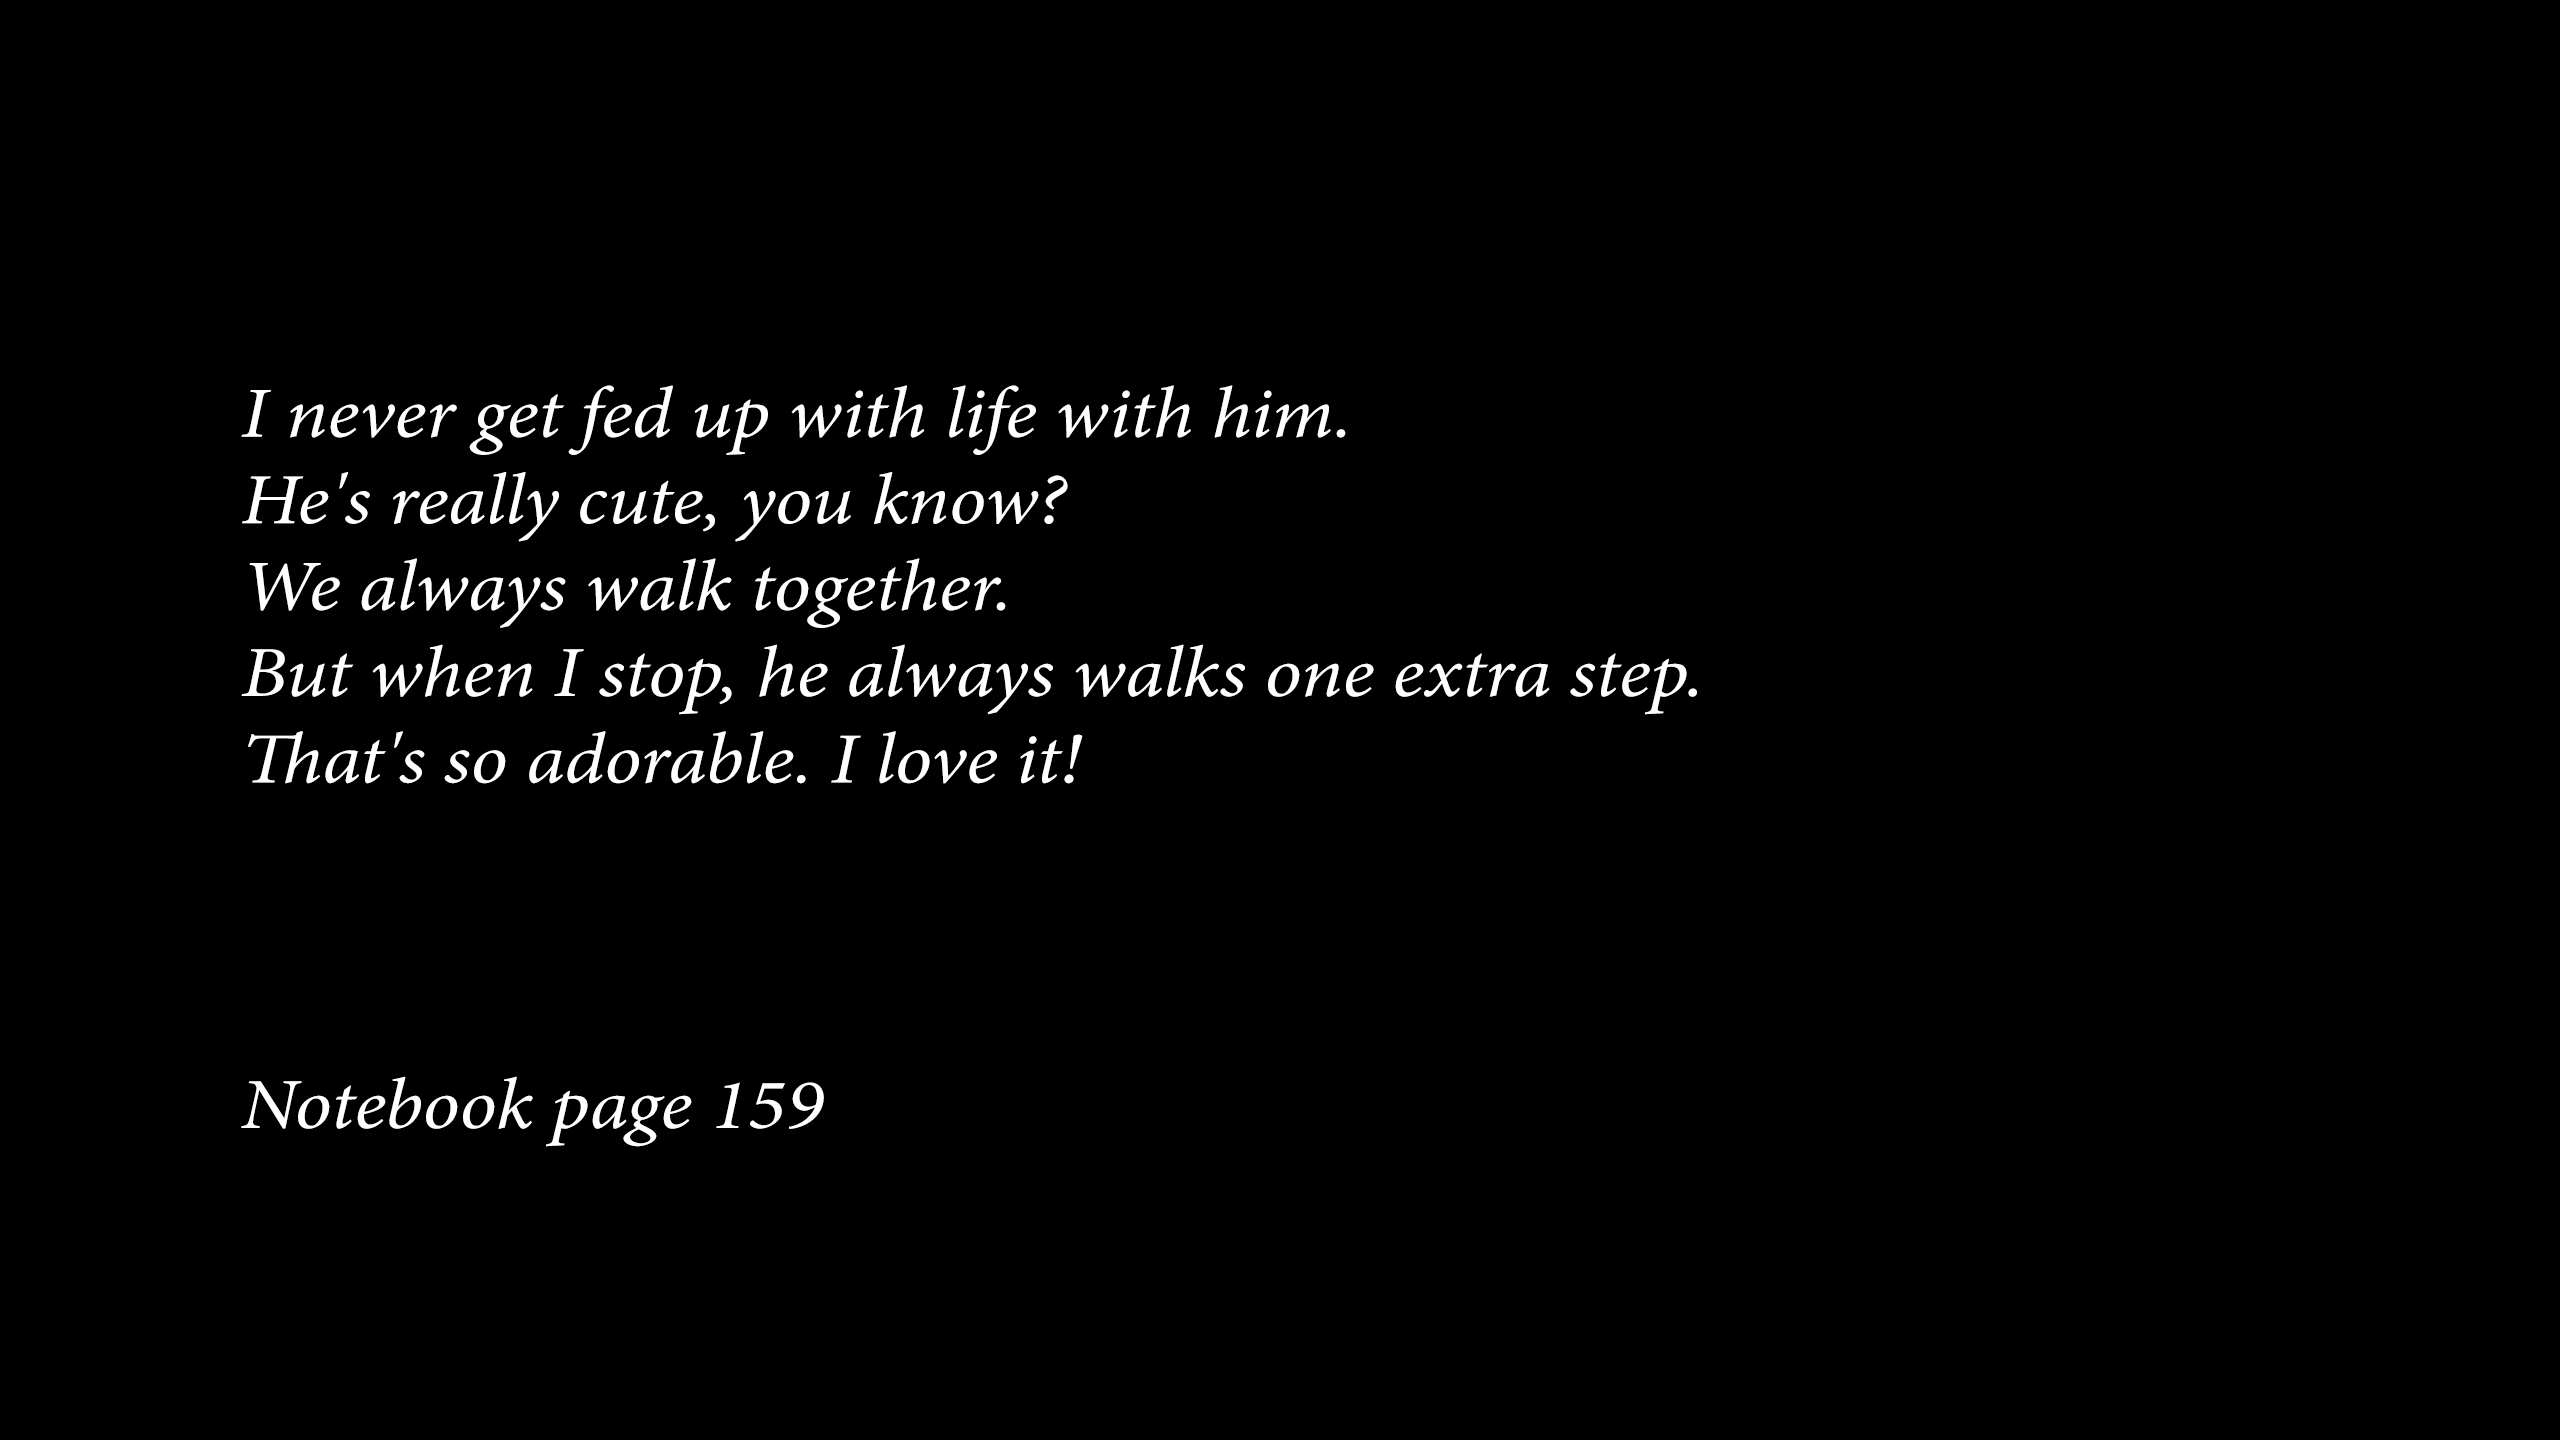 I never get fed up with life with him.
He's really cute, you know?
We always walk together.
But when I stop, he always walks one extra step.
That's so adorable. I love it!
Notebook page 159